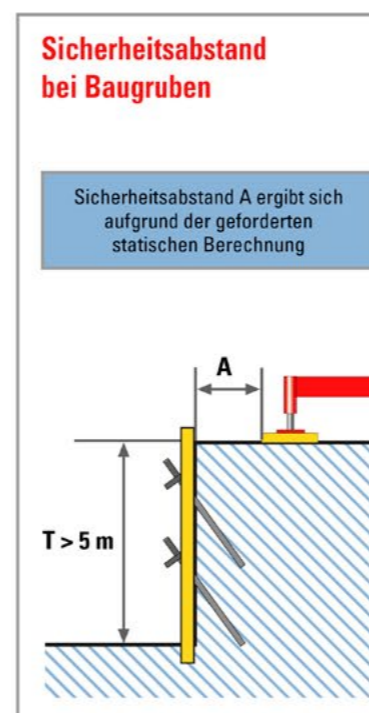 Sicherheitsabstand
bei Baugruben
Sicherheitsabstand A ergibt sich
aufgrund der geforderten
statischen Berechnung
A
T > 5 m